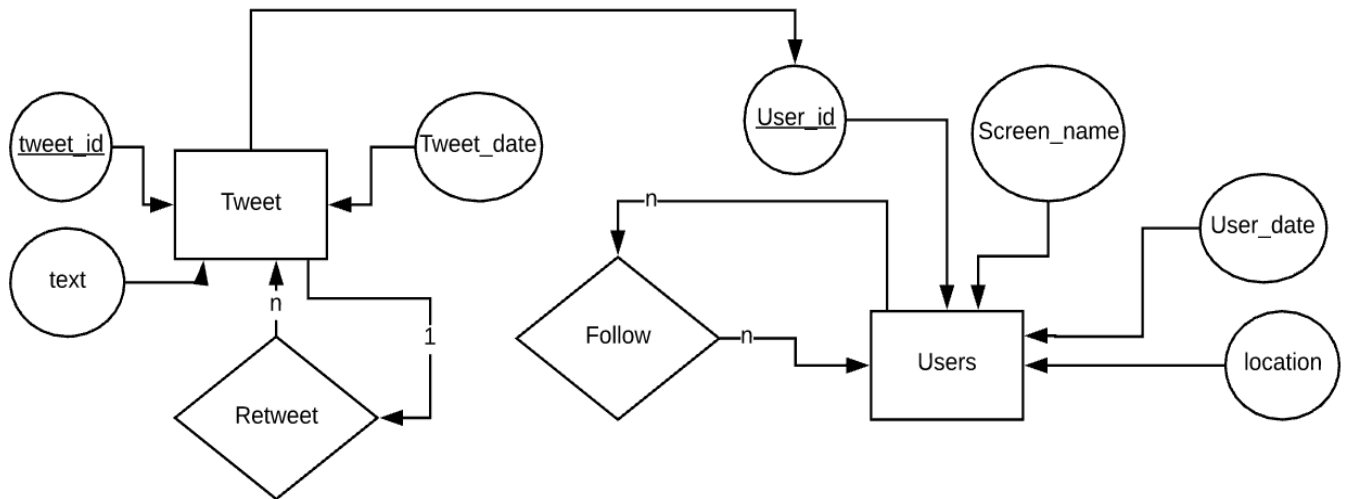 User_id
Screen_name
tweet_id
Tweet_date
Tweet
n
User_date
text
n
1
Follow
n
Users
location
Retweet